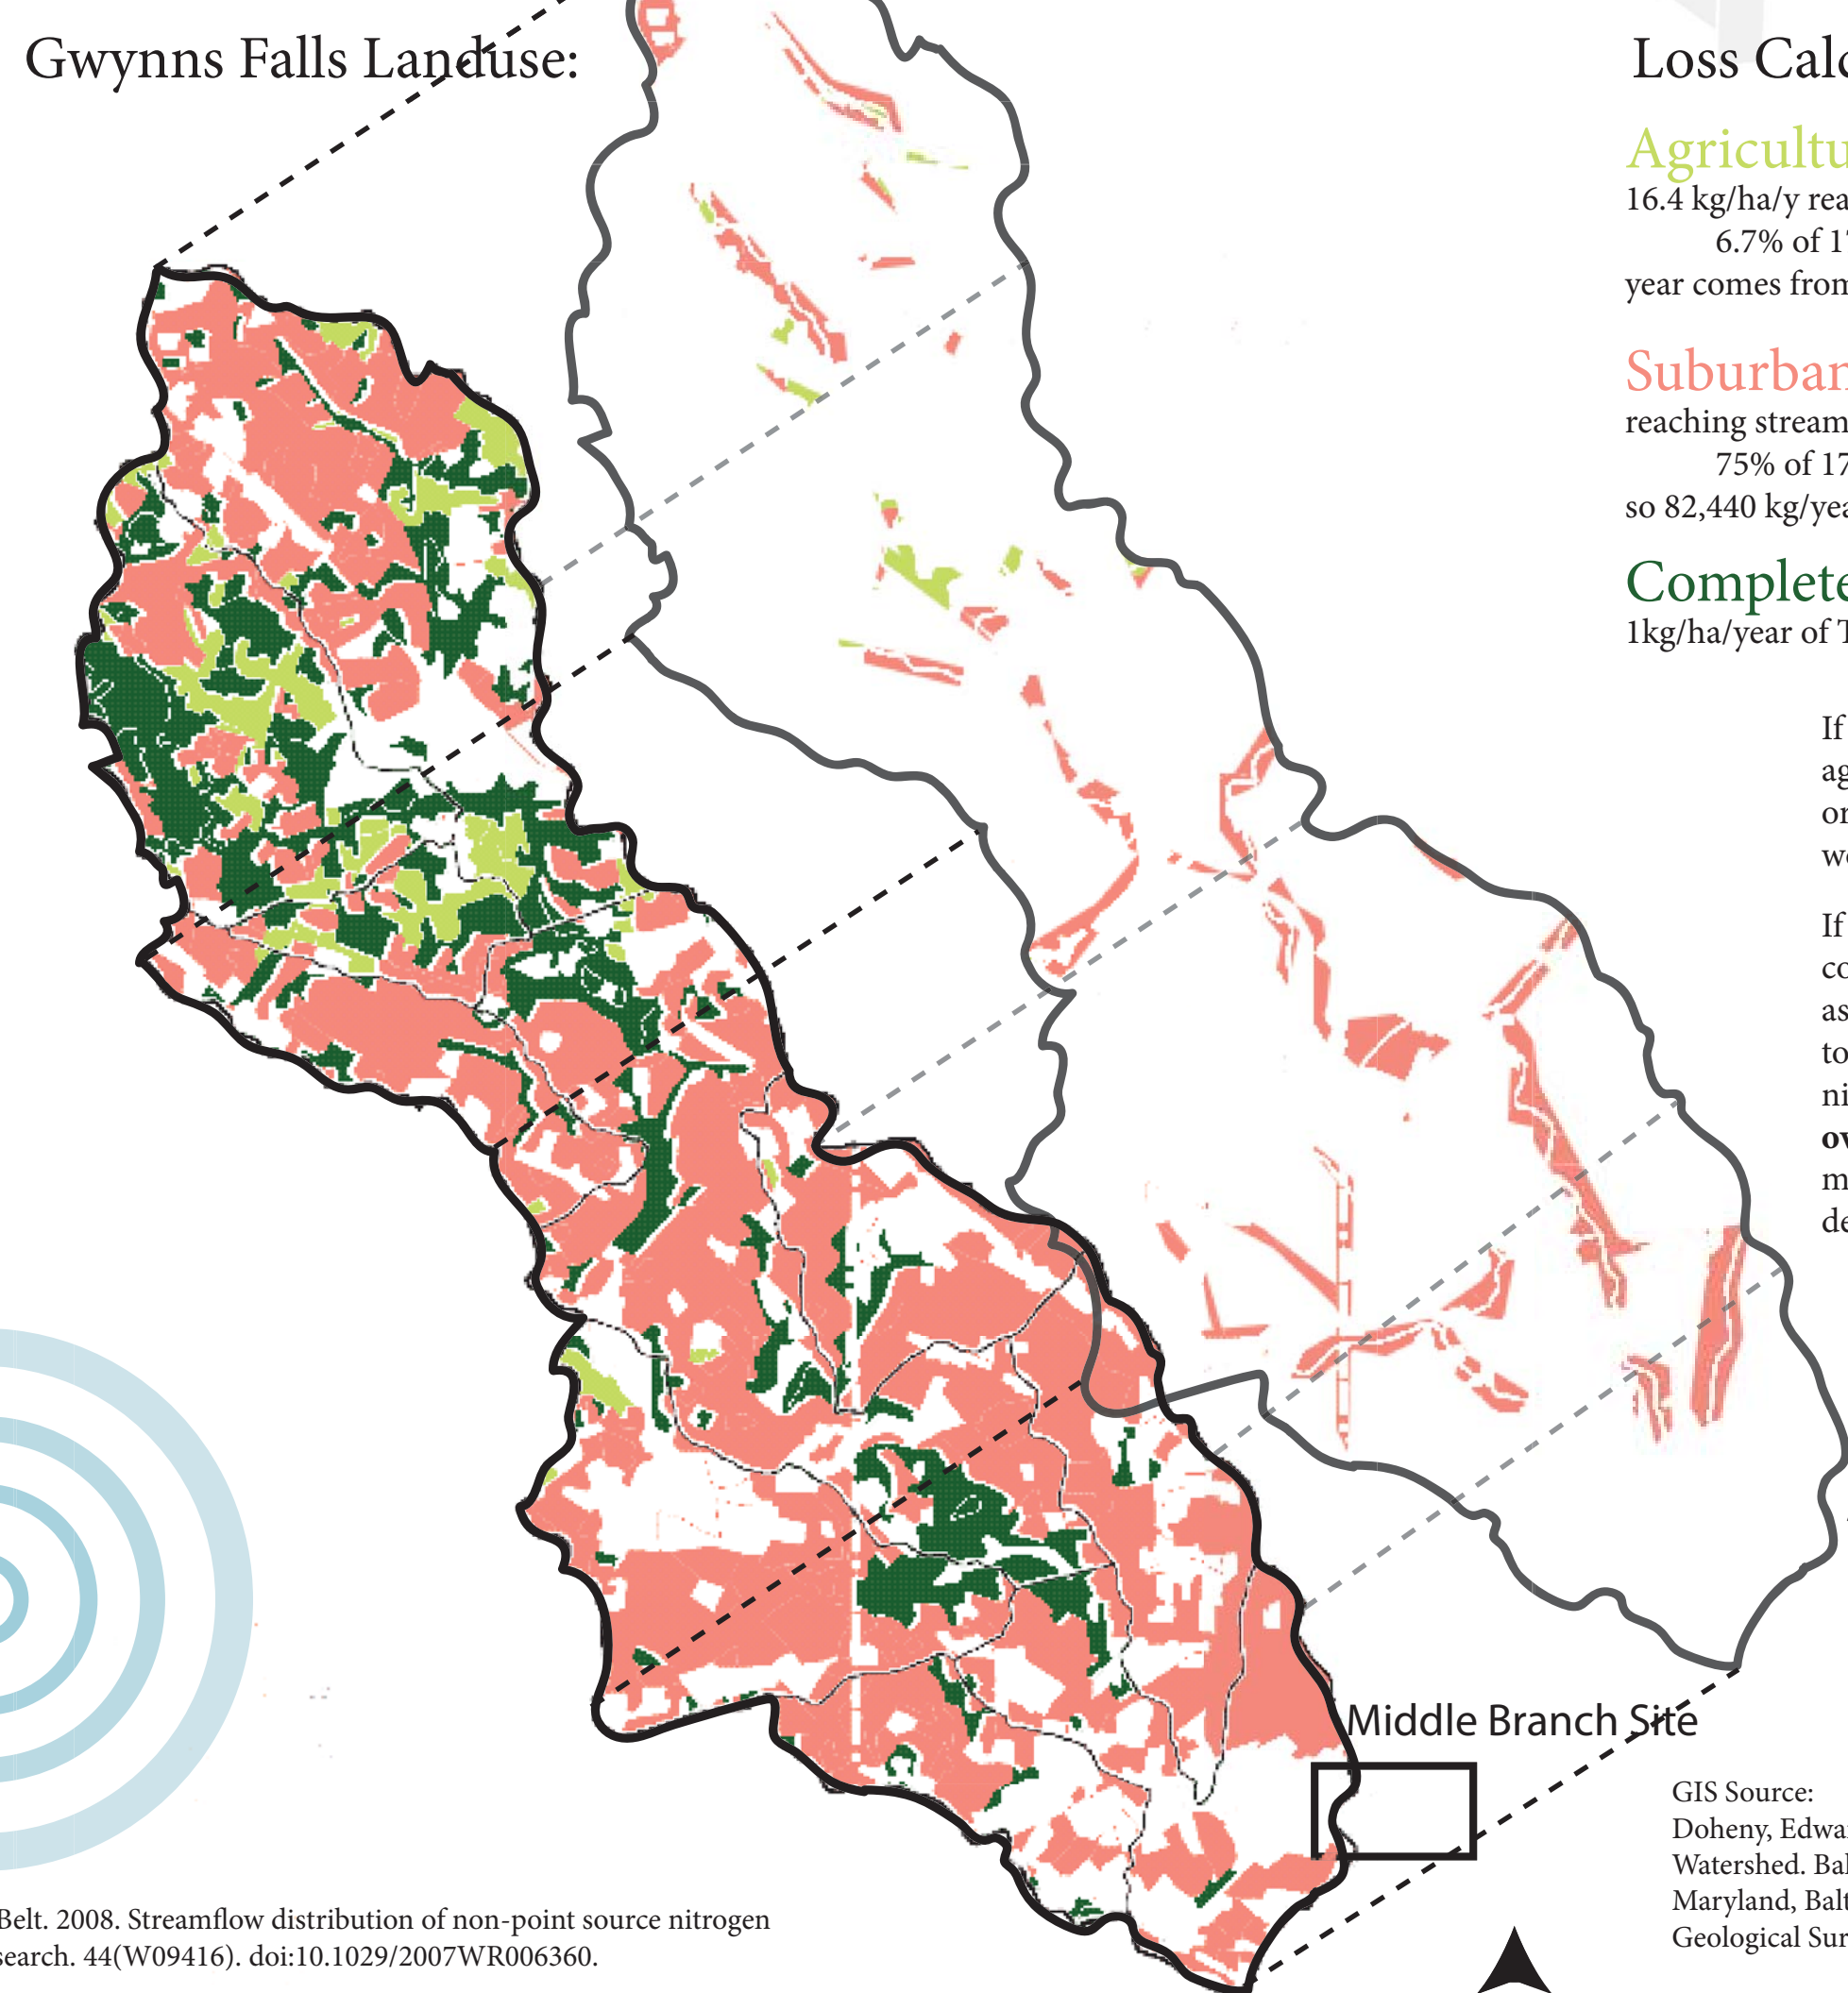 Gwynns Falls Landuse:
Loss Calc
Agricultu
16.4 kg/ha/y rea
6.7% of 17
year comes from
Suburban
reaching stream
75% of 17
so 82,440 kg/yea
Complete
1kg/ha/year of T
If
ag
or
we
If
co
as
to
ni
ov
m
de
Middle Branch Site
GIS Source:
Doheny, Edwar
Watershed. Bal
Maryland, Balt
Geological Sur
Belt. 2008. Streamflow distribution of non-point source nitrogen
search. 44(W09416). doi:10.1029/2007WR006360.